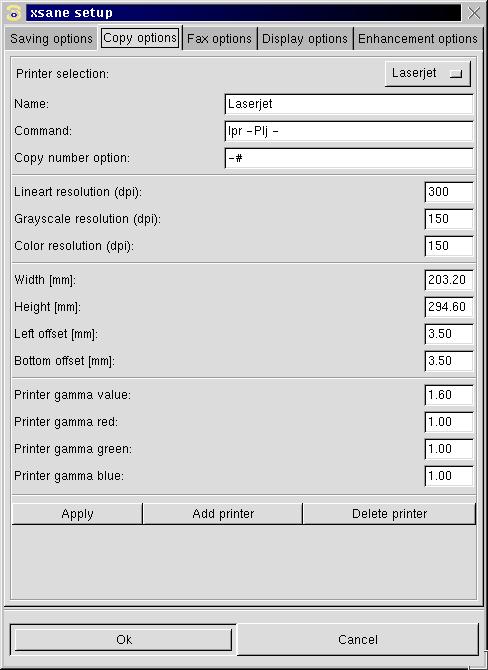 xsane setup
Saving options Copy options Fax options Display options Enhancement options
Printer selection: Laserjet
Name: Laserjet
Command: lpr -Plj -
Copy number option: -#
Lineart resolution (dpi): 300
Grayscale resolution (dpi): 150
Color resolution (dpi): 150
Width [mm]: 203.20
Height [mm]: 294.60
Left offset [mm]: 3.50
Bottom offset [mm]: 3.50
Printer gamma value: 1.60
Printer gamma red: 1.00
Printer gamma green: 1.00
Printer gamma blue: 1.00
Apply Add printer Delete printer
Ok Cancel